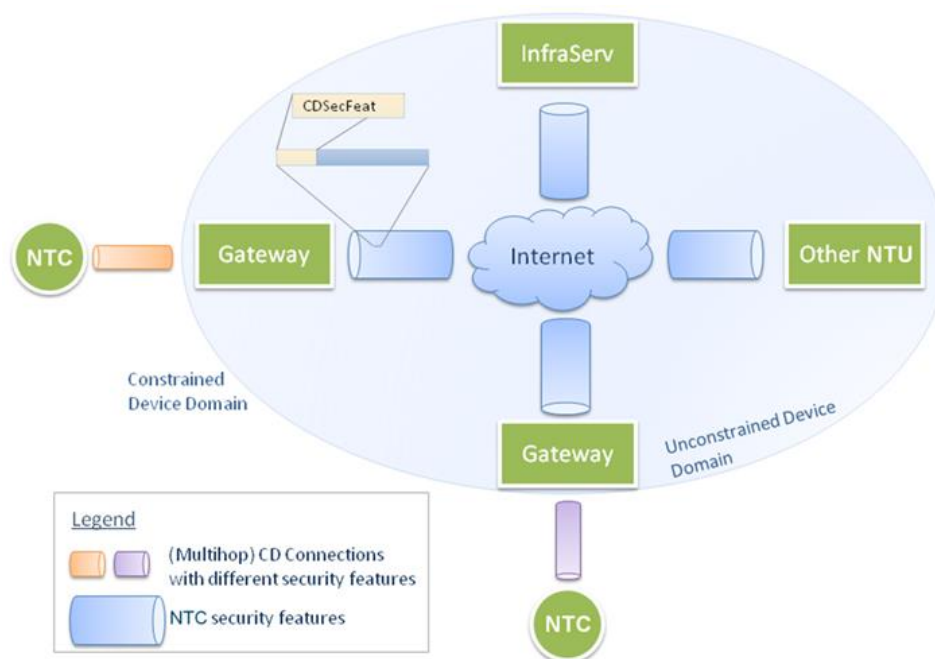 InfraServ
CDSecFeat
NTC
Gateway
Internet
Other NTU
Constrained
Device Domain
Gateway
Unconstrained Device
Domain
Legend
(Multihop) CD Connections
with different security features
NTC security features
NTC